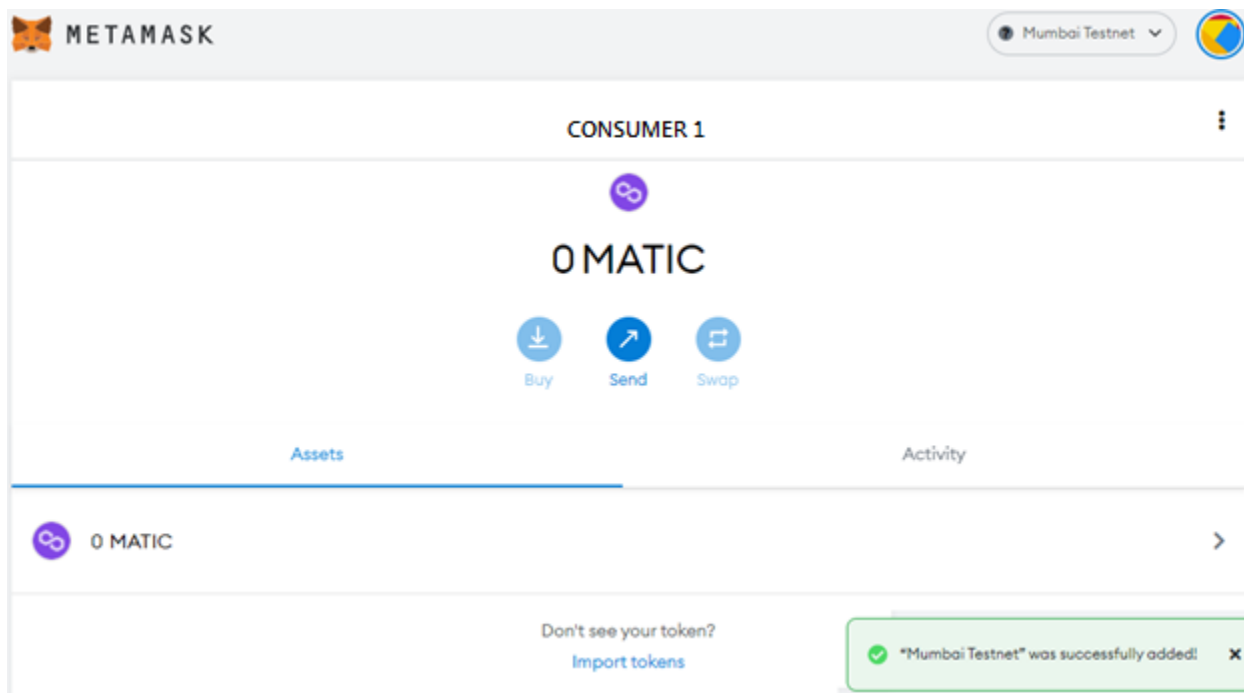 METAMASK
Mumbai Testnet
CONSUMER 1
0 MATIC
Buy Send Swap
Assets Activity
0 MATIC
Don't see your token?
Import tokens
“Mumbai Testnet” was successfully added!